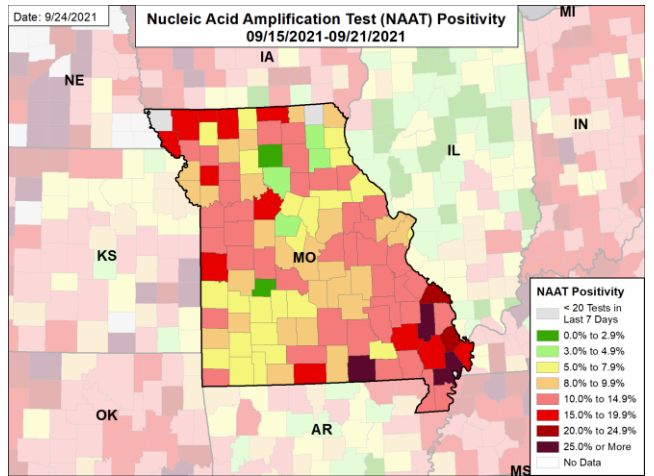 Date: 9/24/2021
Nucleic Acid Amplification Test (NAAT) Positivity
09/15/2021-09/21/2021
MI
IA
NE
IN
IL
KS
MO
OK
AR
MS
NAAT Positivity
< 20 Tests in
Last 7 Days
0.0% to 2.9%
3.0% to 4.9%
5.0% to 7.9%
8.0% to 9.9%
10.0% to 14.9%
15.0% to 19.9%
20.0% to 24.9%
25.0% or More
No Data